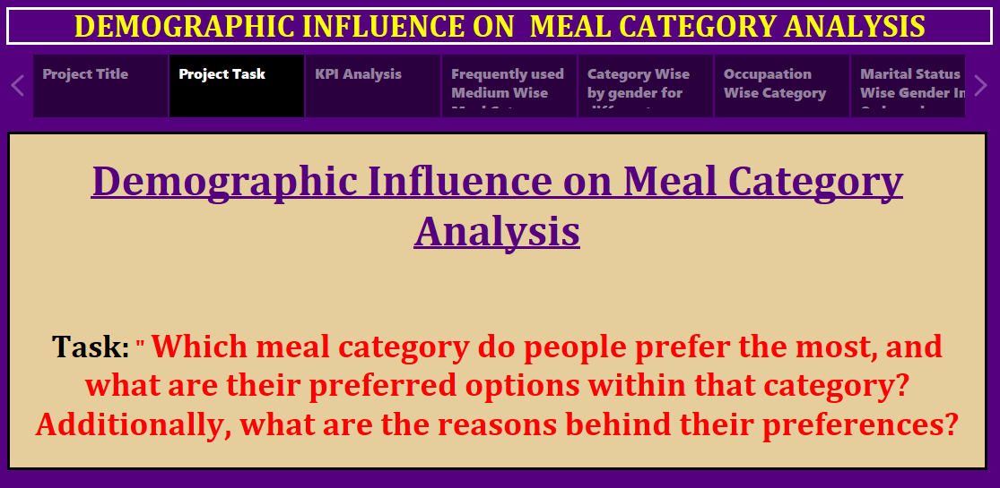 DEMOGRAPHIC INFLUENCE ON MEAL CATEGORY ANALYSIS
Project Title
Project Task
KPI Analysis
Frequently used
Medium Wise
Category Wise
by gender for
Occupaation
Wise Category
Marital Status
Wise Gender In
Demographic Influence on Meal Category
Analysis
Task: " Which meal category do people prefer the most, and
what are their preferred options within that category?
Additionally, what are the reasons behind their preferences?